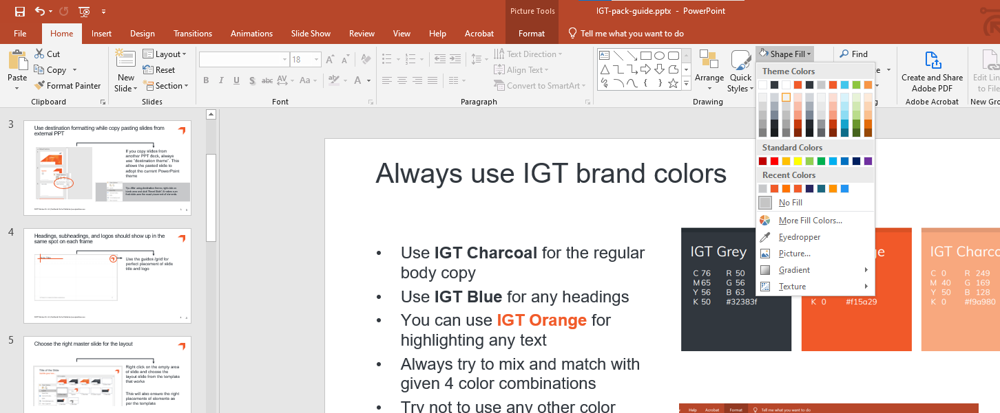 Picture Tools
IGT-pack-guide.pptx - PowerPoint
File Home Insert Design Transitions Animations Slide Show Review View Help Acrobat Format Tell me what you want to do
Paste
Cut
Copy
Format Painter
Clipboard
New
Slide
Layout
Reset
Section
Slides
18
B I U S abc AV Aa A
Font
Text Direction
Align Text
Convert to SmartArt
Paragraph
Arrange
Quick
Styles
Drawing
Shape Fill
Find
Create and Share
Adobe PDF
Adobe Acrobat
Edit Lin
to Fil
New Gro
Theme Colors
Standard Colors
Recent Colors
No Fill
More Fill Colors...
Eyedropper
Picture...
Gradient
Texture
3
Use destination formatting while copy pasting slides from
external PPT
If you copy slides from
another PPT deck, always
use “destination theme”. This
allows the pasted slide to
adopt the current PowerPoint
theme
4
Headings, subheadings, and logos should show up in the
same spot on each frame
Use the guides /grid for
perfect placement of slide
title and logo
5
Choose the right master slide for the layout
Title of the Slide
Right click on the empty area
of slide and choose the
layout slide from the template
that works
This will also ensure the right
placements of elements as
per the template
Always use IGT brand colors
• Use IGT Charcoal for the regular
body copy
• Use IGT Blue for any headings
• You can use IGT Orange for
highlighting any text
• Always try to mix and match with
given 4 color combinations
• Try not to use any other color
IGT Grey
C 76 R 50
M 65 G 56
Y 56 B 63
K 50 #32383f
ge
K 0 #f15a29
IGT Charco
C 0 R 249
M 40 G 169
Y 50 B 128
K 0 #f9a980
Help Acrobat Format Tell me what you want to do